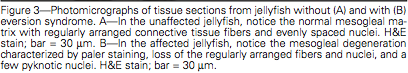 Figure 3—Photomicrographs of tissue sections from jellyfish without (A) and with (B)
eversion syndrome. A—In the unaffected jellyfish, notice the normal mesogleal ma-
trix with regularly arranged connective tissue fibers and evenly spaced nuclei. H&E
stain; bar = 30 µm. B—In the affected jellyfish, notice the mesogleal degeneration
characterized by paler staining, loss of the regularly arranged fibers and nuclei, and a
few pyknotic nuclei. H&E stain; bar = 30 µm.